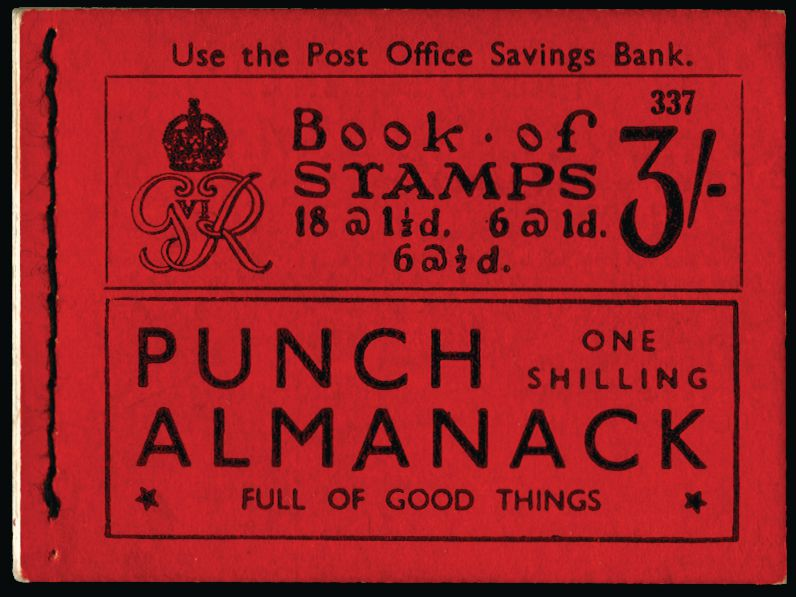 Use the Post Office Savings Bank.
337
Book of
STAMPS
3/-
18 @ 1½d. 6 @ 1d.
6 @ ½d.
GVIR
PUNCH
ONE
SHILLING
ALMANACK
FULL OF GOOD THINGS